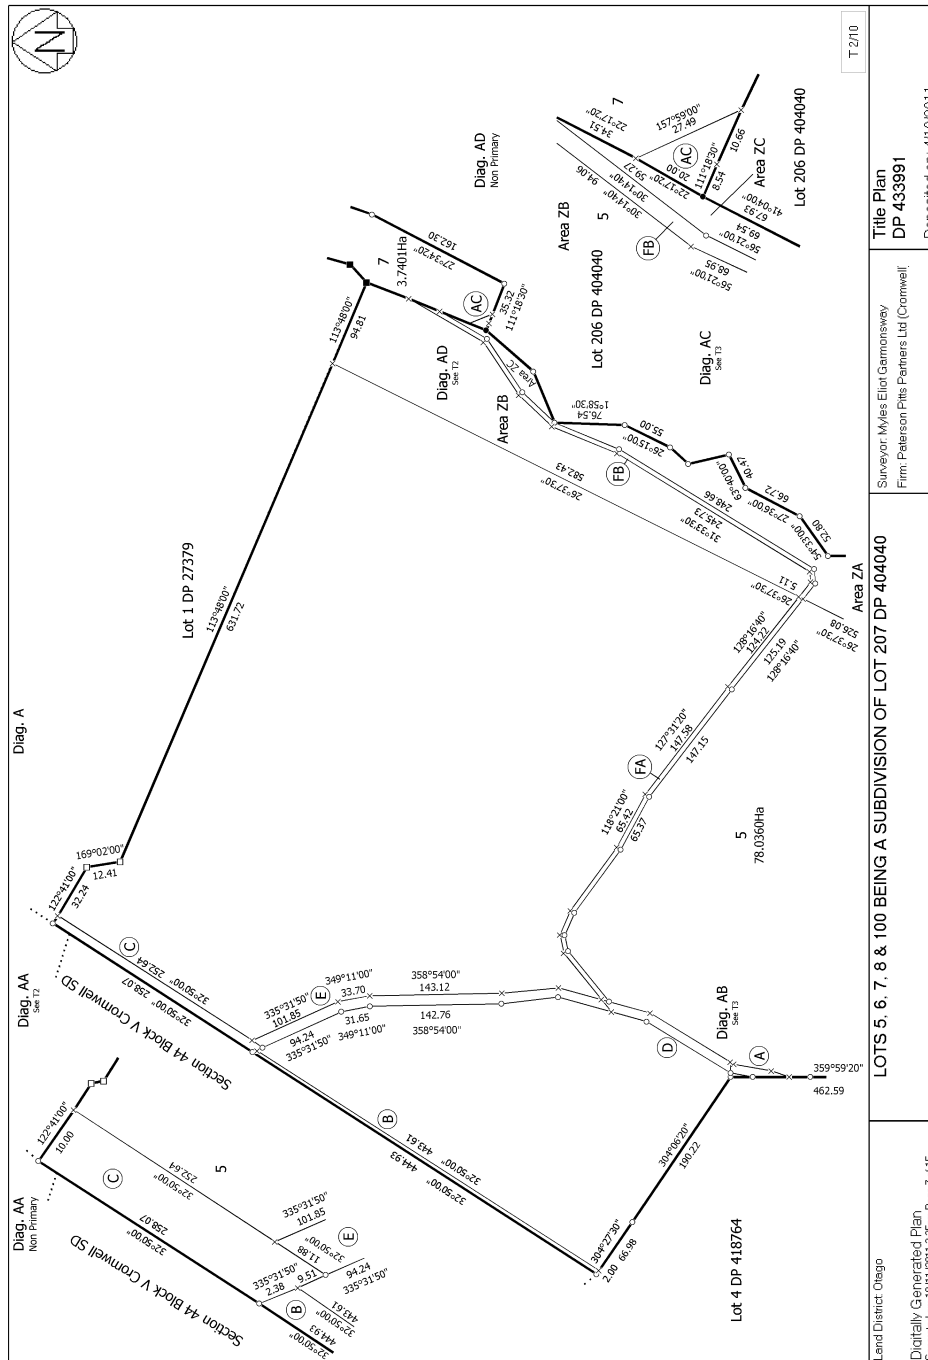 N
T 2/10
Diag. A
Lot 1 DP 27379
113°48'00"
631.72
113°48'00"
94.81
7
3.7401Ha
162.30
27°34'20"
Diag. AD
Non Primary
AC
35.32
111°18'30"
Diag. AD
See T2
Area ZC
Area ZB
Lot 206 DP 404040
76.54
1°58'30"
Diag. AC
See T3
FB
55.00
26°15'00"
40.47
63°40'00"
66.72
27°36'00"
52.80
54°33'00"
582.43
26°37'30"
248.66
245.73
31°33'30"
5.11
26°37'30"
Area ZA
526.08
26°37'30"
128°16'40"
124.22
125.19
128°16'40"
127°31'20"
147.58
147.15
FA
118°21'00"
65.42
65.37
5
78.0360Ha
Area ZB
5
FB
94.06
30°14'40"
30°14'40"
59.27
34.51
22°17'20"
7
157°59'00"
27.49
AC
20.00
22°17'20"
111°18'30"
8.54
10.66
Area ZC
67.93
41°04'00"
69.54
56°21'00"
68.95
56°21'00"
Lot 206 DP 404040
169°02'00"
12.41
122°41'00"
32.24
C
252.64
32°50'00"
258.07
32°50'00"
Diag. AA
See T2
Section 44 Block V Cromwell SD
335°31'50"
101.85
E
349°11'00"
33.70
358°54'00"
143.12
94.24
335°31'50"
31.65
349°11'00"
142.76
358°54'00"
Diag. AB
See T3
D
A
359°59'20"
462.59
B
443.61
32°50'00"
444.93
32°50'00"
304°06'20"
190.22
304°27'30"
2.00 66.98
Lot 4 DP 418764
Diag. AA
Non Primary
122°41'00"
10.00
C
252.64
32°50'00"
5
258.07
32°50'00"
Section 44 Block V Cromwell SD
335°31'50"
101.85
E
32°50'00"
11.88
335°31'50"
2.38
9.51
94.24
335°31'50"
B
443.61
32°50'00"
444.93
32°50'00"
Land District: Otago
Digitally Generated Plan
LOTS 5, 6, 7, 8 & 100 BEING A SUBDIVISION OF LOT 207 DP 404040
Surveyor: Myles Eliot Garmonsway
Firm: Paterson Pitts Partners Ltd (Cromwell)
Title Plan
DP 433991